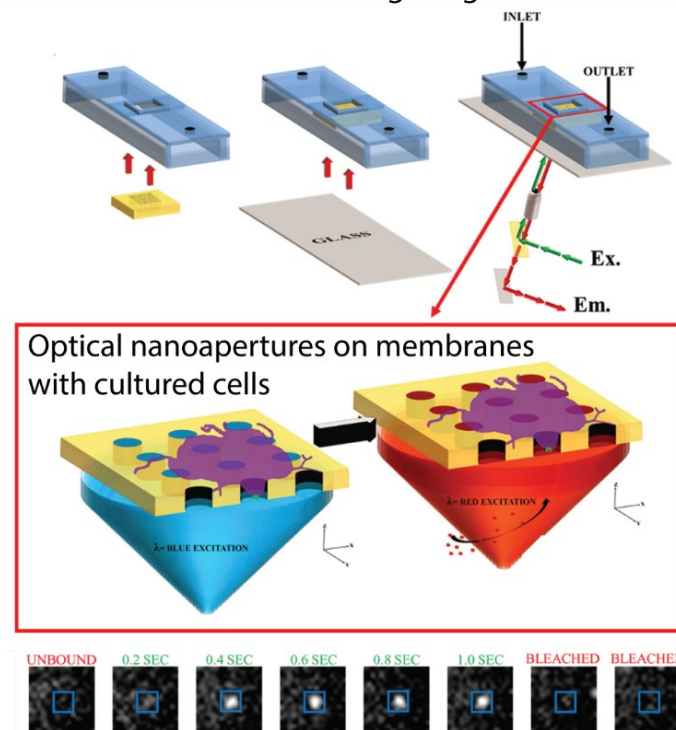 INLET
OUTLET
GLASS
Ex.
Em.
Optical nanoapertures on membranes
with cultured cells
λ= BLUE EXCITATION
Z
X
Y
λ= RED EXCITATION
Z
X
Y
UNBOUND 0.2 SEC 0.4 SEC 0.6 SEC 0.8 SEC 1.0 SEC BLEACHED BLEACHED